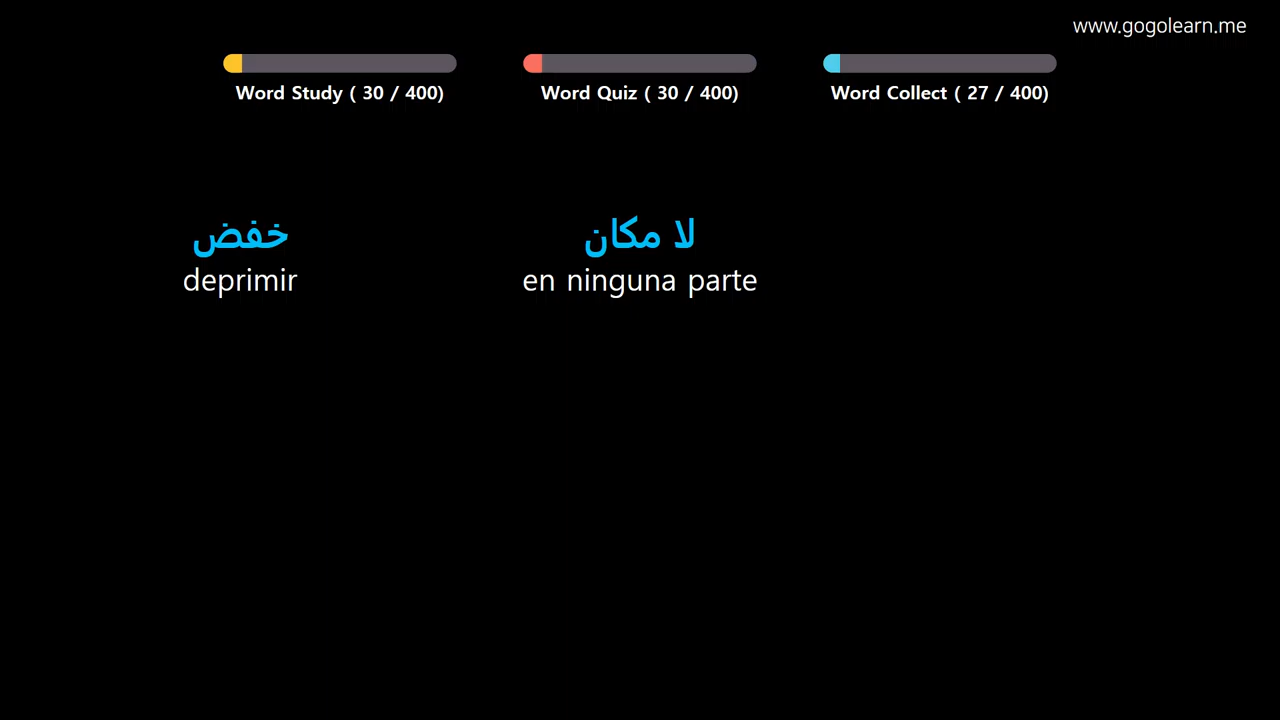 www.gogolearn.me
Word Study ( 30 / 400)
Word Quiz ( 30 / 400)
Word Collect ( 27 / 400)
خفض
deprimir
لا مكان
en ninguna parte